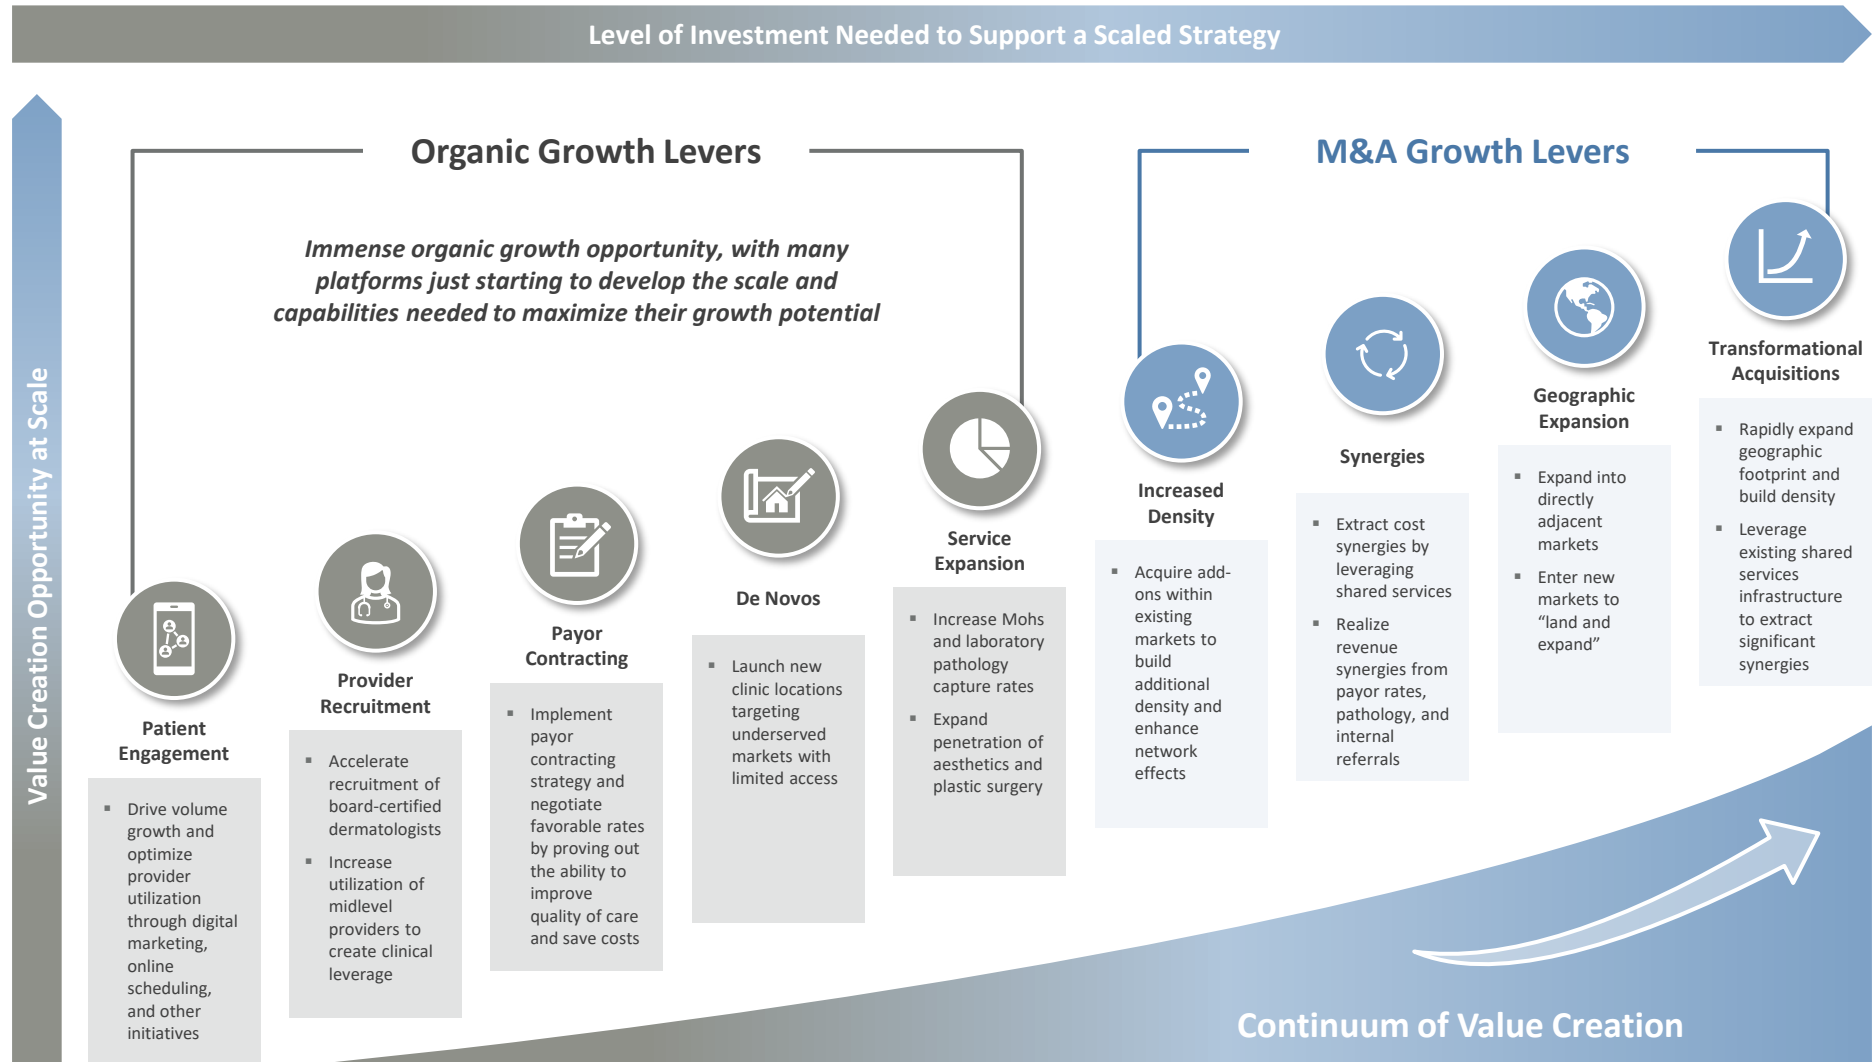 Level of Investment Needed to Support a Scaled Strategy
Value Creation Opportunity at Scale
Organic Growth Levers
Immense organic growth opportunity, with many
platforms just starting to develop the scale and
capabilities needed to maximize their growth potential
Patient
Engagement
▪ Drive volume
growth and
optimize
provider
utilization
through digital
marketing,
online
scheduling,
and other
initiatives
Provider
Recruitment
▪ Accelerate
recruitment of
board-certified
dermatologists
▪ Increase
utilization of
midlevel
providers to
create clinical
leverage
Payor
Contracting
▪ Implement
payor
contracting
strategy and
negotiate
favorable rates
by proving out
the ability to
improve
quality of care
and save costs
De Novos
▪ Launch new
clinic locations
targeting
underserved
markets with
limited access
Service
Expansion
▪ Increase Mohs
and laboratory
pathology
capture rates
▪ Expand
penetration of
aesthetics and
plastic surgery
M&A Growth Levers
Increased
Density
▪ Acquire add-
ons within
existing
markets to
build
additional
density and
enhance
network
effects
Synergies
▪ Extract cost
synergies by
leveraging
shared services
▪ Realize
revenue
synergies from
payor rates,
pathology, and
internal
referrals
Geographic
Expansion
▪ Expand into
directly
adjacent
markets
▪ Enter new
markets to
“land and
expand”
Transformational
Acquisitions
▪ Rapidly expand
geographic
footprint and
build density
▪ Leverage
existing shared
services
infrastructure
to extract
significant
synergies
Continuum of Value Creation